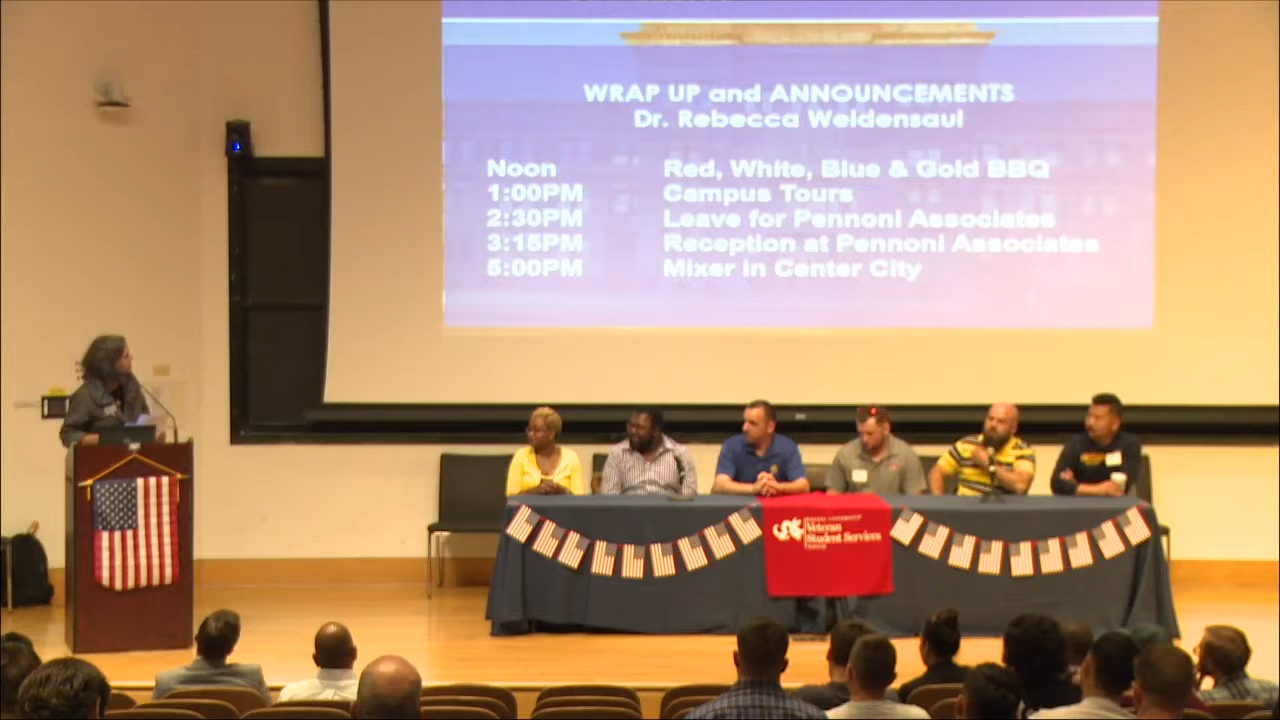 WRAP UP and ANNOUNCEMENTS
Dr. Rebecca Weidensaul
Noon Red, White, Blue & Gold BBQ
1:00PM Campus Tours
2:30PM Leave for Pennoni Associates
3:15PM Reception at Pennoni Associates
5:00PM Mixer in Center City
Veteran
Student Services